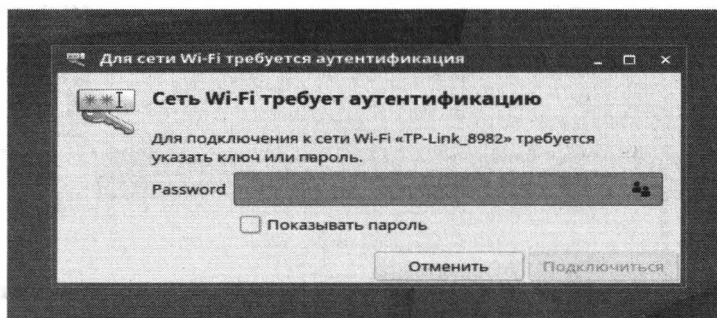 Для сети Wi-Fi требуется аутентификация
Сеть Wi-Fi требует аутентификацию
Для подключения к сети Wi-Fi «TP-Link_8982» требуется
указать ключ или пароль.
Password
Показывать пароль
Отменить Подключиться